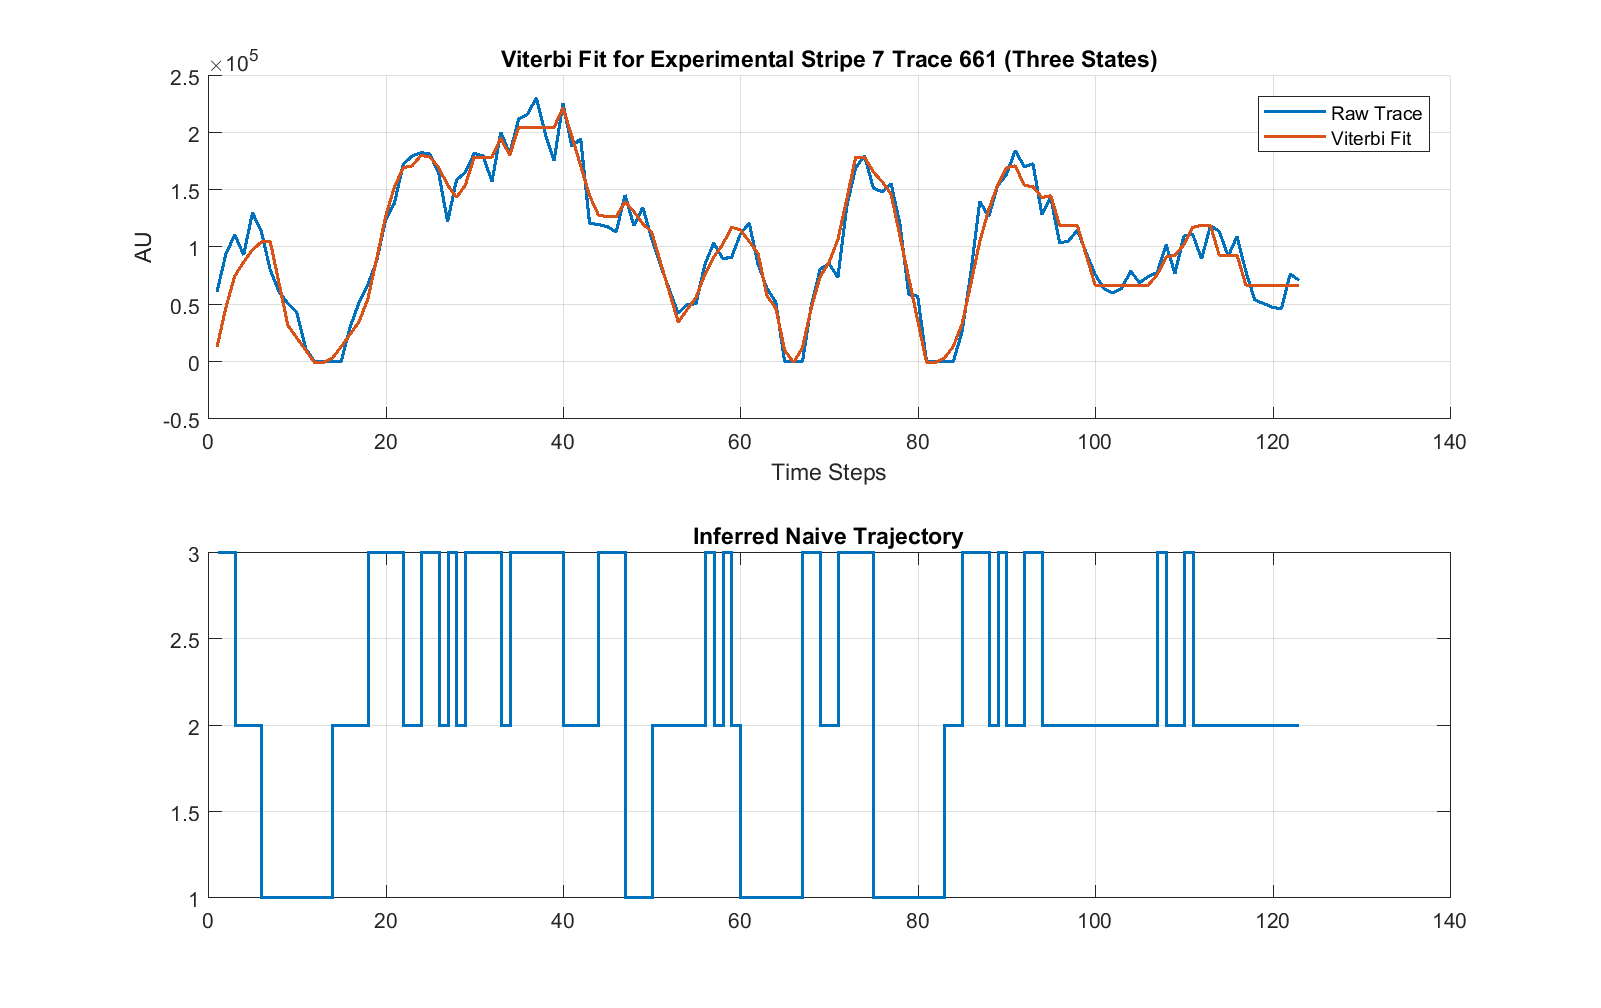 Viterbi Fit for Experimental Stripe 7 Trace 661 (Three States)
×10⁵
2.5
2
1.5
1
0.5
0
-0.5
AU
Raw Trace
Viterbi Fit
0 20 40 60 80 100 120 140
Time Steps
Inferred Naive Trajectory
3
2.5
2
1.5
1
0 20 40 60 80 100 120 140